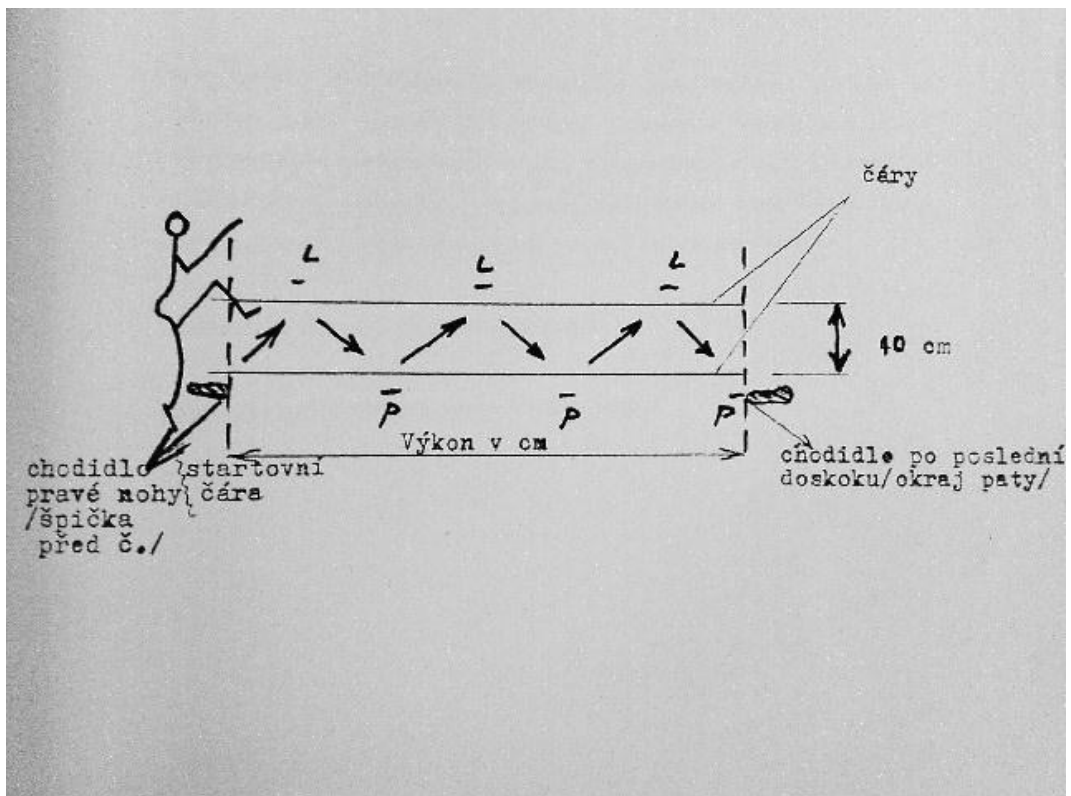 čáry
L L L
40 cm
P P P
Výkon v cm
chodidlo startovní
pravé nohy čára
/špička
před č./
chodidle po poslední
doskoku/okraj paty/